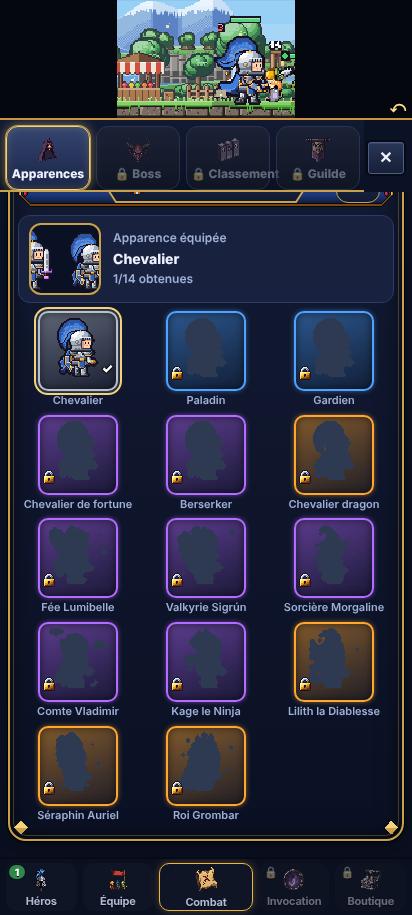 Apparences
Boss
Classement
Guilde
×
Apparence équipée
Chevalier
1/14 obtenues
Chevalier
Paladin
Gardien
Chevalier de fortune
Berserker
Chevalier dragon
Fée Lumibelle
Valkyrie Sigrún
Sorcière Morgaline
Comte Vladimir
Kage le Ninja
Lilith la Diablesse
Séraphin Auriel
Roi Grombar
1
Héros
Équipe
Combat
Invocation
Boutique